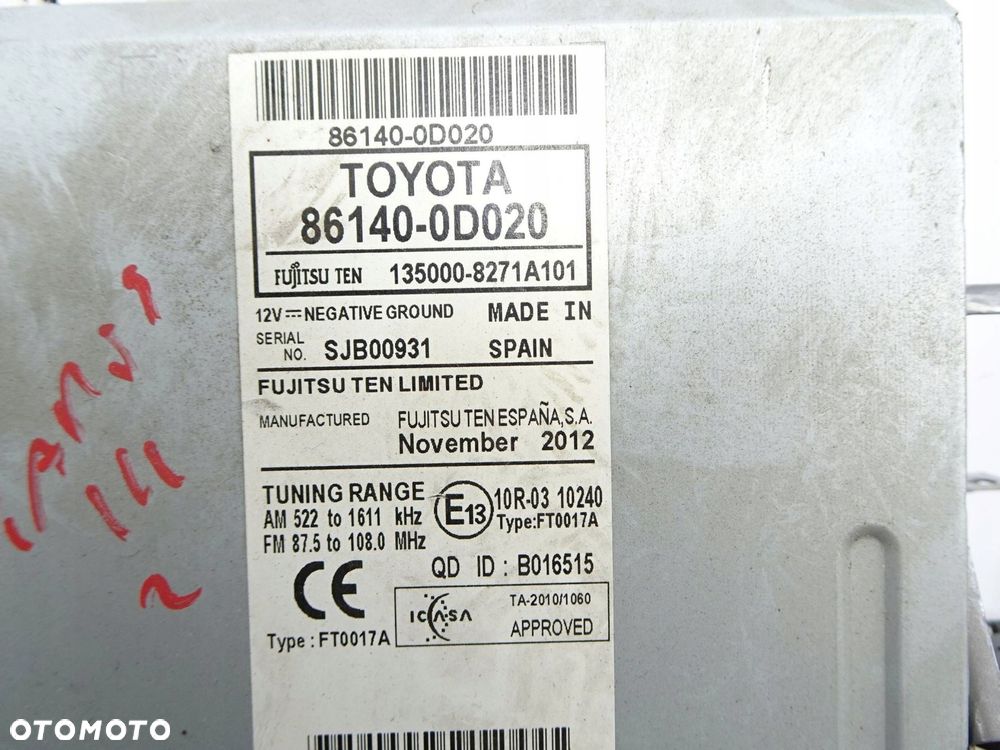 86140-0D020
TOYOTA
86140-0D020
FUJITSU TEN 135000-8271A101
12V NEGATIVE GROUND MADE IN
SERIAL NO. SJB00931 SPAIN
FUJITSU TEN LIMITED
MANUFACTURED FUJITSU TEN ESPAÑA,S.A.
November 2012
TUNING RANGE
AM 522 to 1611 kHz
FM 87.5 to 108.0 MHz
E13 10R-03 10240
Type:FT0017A
QD ID : B016515
CE
Type : FT0017A
ICASA TA-2010/1060
APPROVED
YARIS
III
OTOMOTO